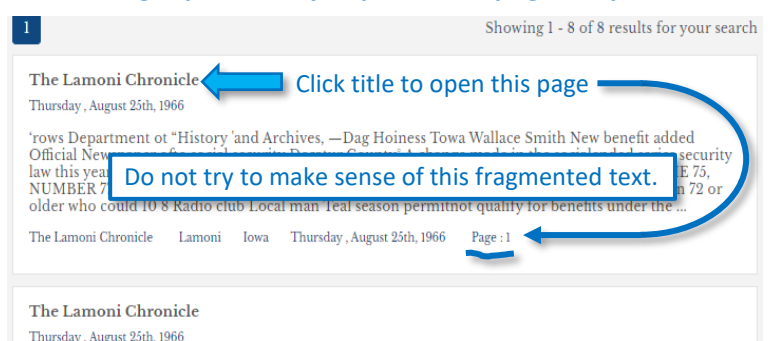 1
Showing 1 - 8 of 8 results for your search
The Lamoni Chronicle
Click title to open this page
Thursday , August 25th, 1966
‘rows Department ot “History 'and Archives, —Dag Hoiness Towa Wallace Smith New benefit added
Official security
law this year E 75,
NUMBER 7 n 72 or
Do not try to make sense of this fragmented text.
older who could 10 8 Radio club Local man Teal season permitnot qualify for benefits under the ...
The Lamoni Chronicle Lamoni Iowa Thursday , August 25th, 1966 Page : 1
The Lamoni Chronicle
Thursday , August 25th, 1966